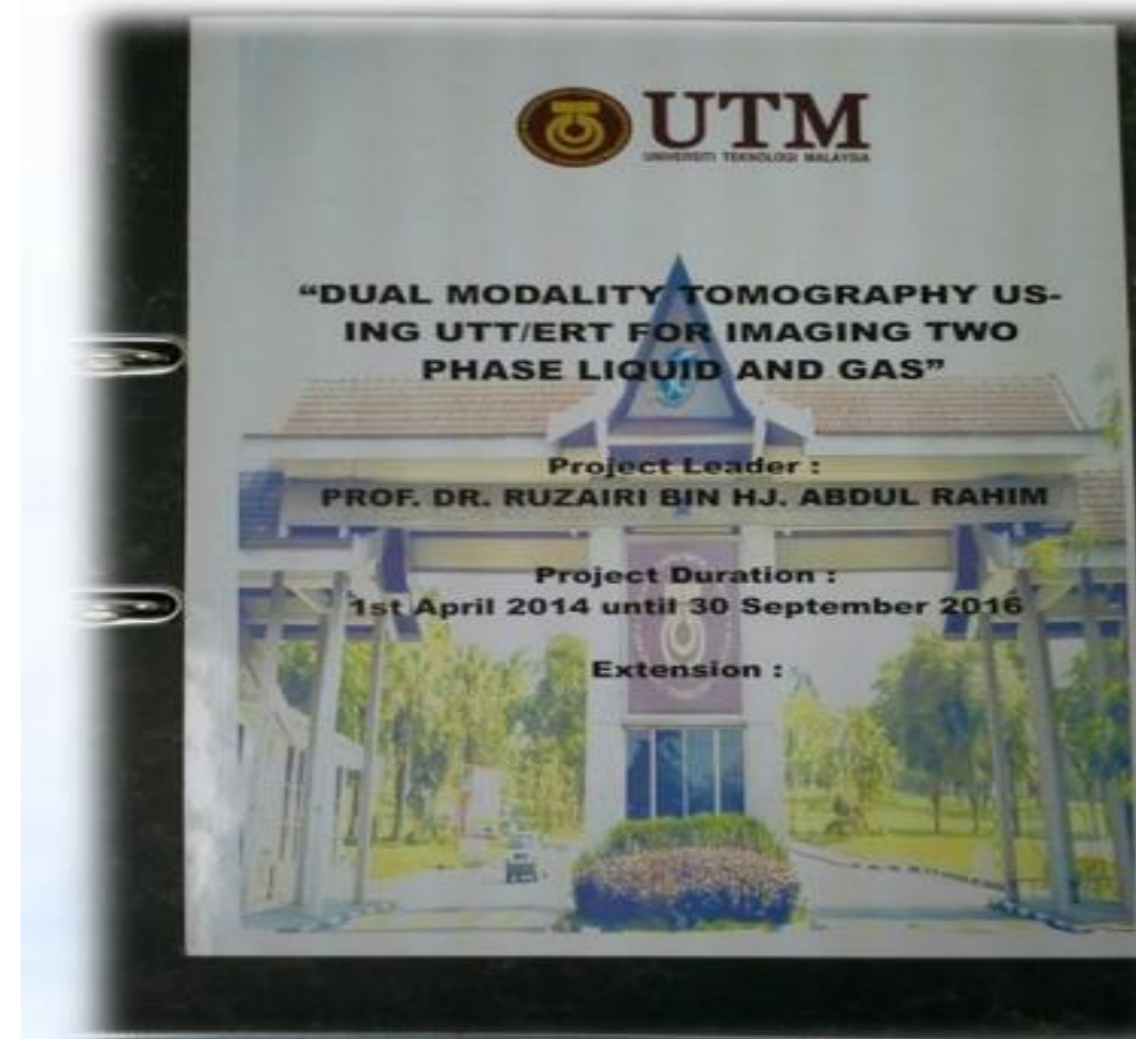 UTM
UNIVERSITI TEKNOLOGI MALAYSIA
“DUAL MODALITY TOMOGRAPHY US-
ING UTT/ERT FOR IMAGING TWO
PHASE LIQUID AND GAS”
Project Leader :
PROF. DR. RUZAIRI BIN HJ. ABDUL RAHIM
Project Duration :
1st April 2014 until 30 September 2016
Extension :